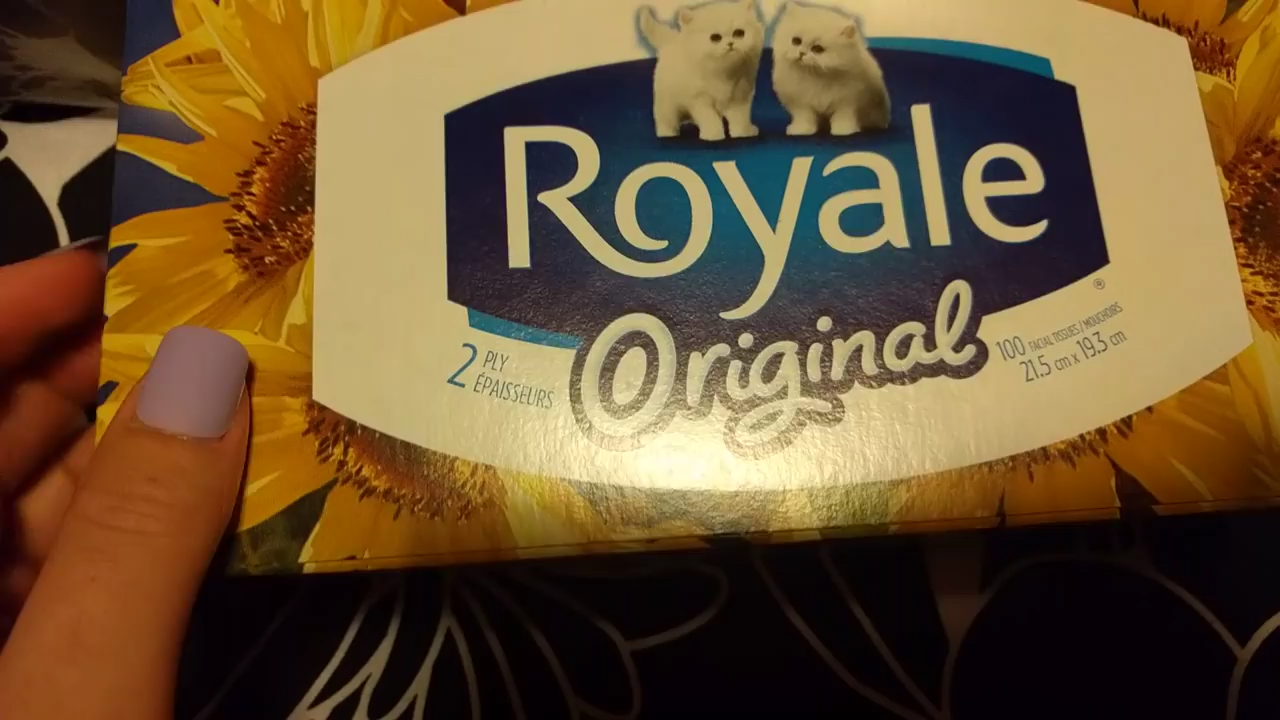 Royale
®
Original
2 PLY
ÉPAISSEURS
100 FACIAL TISSUES / MOUCHOIRS
21.5 cm x 19.3 cm